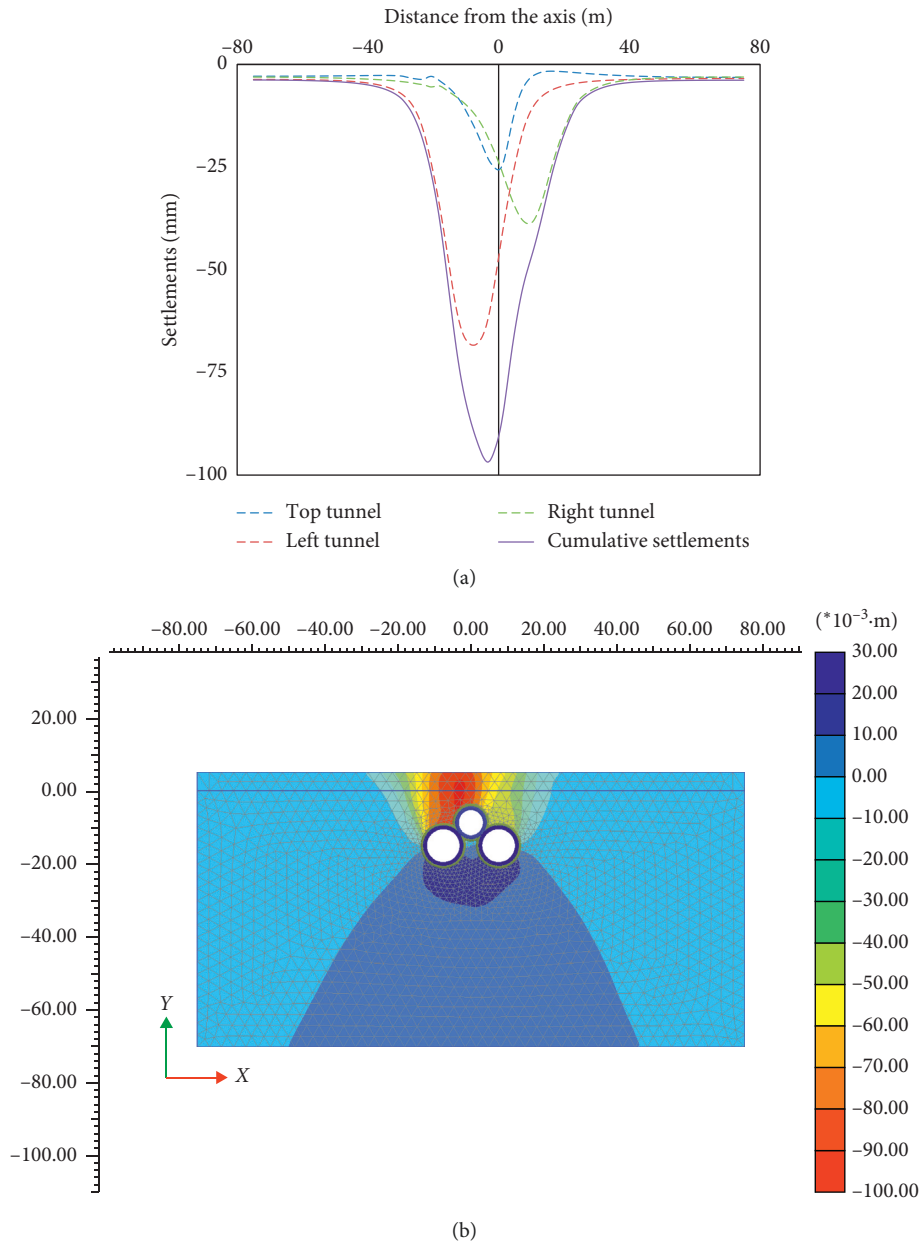 Distance from the axis (m)
−80 −40 0 40 80
0
−25
−50
−75
−100
Settlements (mm)
Top tunnel Right tunnel
Left tunnel Cumulative settlements
(a)
−80.00 −60.00 −40.00 −20.00 0.00 20.00 40.00 60.00 80.00
(*10⁻³·m)
20.00
0.00
−20.00
−40.00
−60.00
−80.00
−100.00
Y
X
30.00
20.00
10.00
0.00
−10.00
−20.00
−30.00
−40.00
−50.00
−60.00
−70.00
−80.00
−90.00
−100.00
(b)